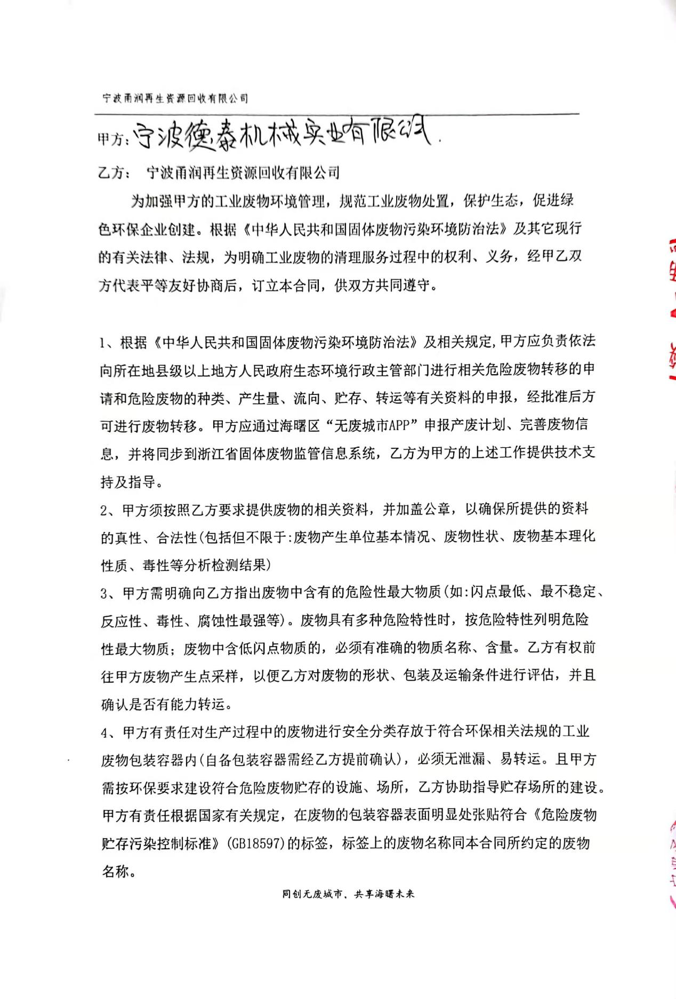 宁波甬润再生资源回收有限公司
甲方：宁波德泰机械实业有限公司.
乙方： 宁波甬润再生资源回收有限公司
为加强甲方的工业废物环境管理，规范工业废物处置，保护生态，促进绿
色环保企业创建。根据《中华人民共和国固体废物污染环境防治法》及其它现行
的有关法律、法规，为明确工业废物的清理服务过程中的权利、义务，经甲乙双
方代表平等友好协商后，订立本合同，供双方共同遵守。
1、根据《中华人民共和国固体废物污染环境防治法》及相关规定,甲方应负责依法
向所在地县级以上地方人民政府生态环境行政主管部门进行相关危险废物转移的申
请和危险废物的种类、产生量、流向、贮存、转运等有关资料的申报，经批准后方
可进行废物转移。甲方应通过海曙区“无废城市APP”申报产废计划、完善废物信
息，并将同步到浙江省固体废物监管信息系统，乙方为甲方的上述工作提供技术支
持及指导。
2、甲方须按照乙方要求提供废物的相关资料，并加盖公章，以确保所提供的资料
的真性、合法性(包括但不限于:废物产生单位基本情况、废物性状、废物基本理化
性质、毒性等分析检测结果)
3、甲方需明确向乙方指出废物中含有的危险性最大物质(如:闪点最低、最不稳定、
反应性、毒性、腐蚀性最强等)。废物具有多种危险特性时，按危险特性列明危险
性最大物质；废物中含低闪点物质的，必须有准确的物质名称、含量。乙方有权前
往甲方废物产生点采样，以便乙方对废物的形状、包装及运输条件进行评估，并且
确认是否有能力转运。
4、甲方有责任对生产过程中的废物进行安全分类存放于符合环保相关法规的工业
废物包装容器内(自备包装容器需经乙方提前确认)，必须无泄漏、易转运。且甲方
需按环保要求建设符合危险废物贮存的设施、场所，乙方协助指导贮存场所的建设。
甲方有责任根据国家有关规定，在废物的包装容器表面明显处张贴符合《危险废物
贮存污染控制标准》(GB18597)的标签，标签上的废物名称同本合同所约定的废物
名称。
同创无废城市、共享海曙未来